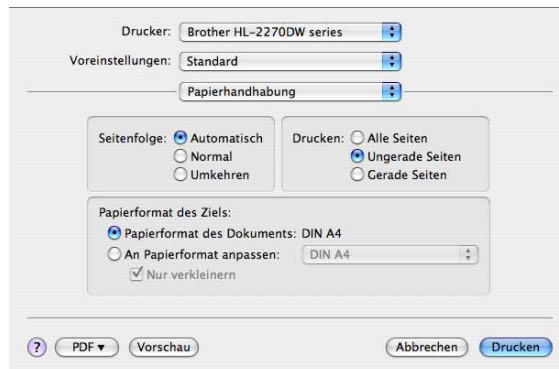 Drucker: Brother HL-2270DW series
Voreinstellungen: Standard
Papierhandhabung
Seitenfolge: Automatisch
Normal
Umkehren
Drucken: Alle Seiten
Ungerade Seiten
Gerade Seiten
Papierformat des Ziels:
Papierformat des Dokuments: DIN A4
An Papierformat anpassen: DIN A4
Nur verkleinern
? PDF Vorschau Abbrechen Drucken